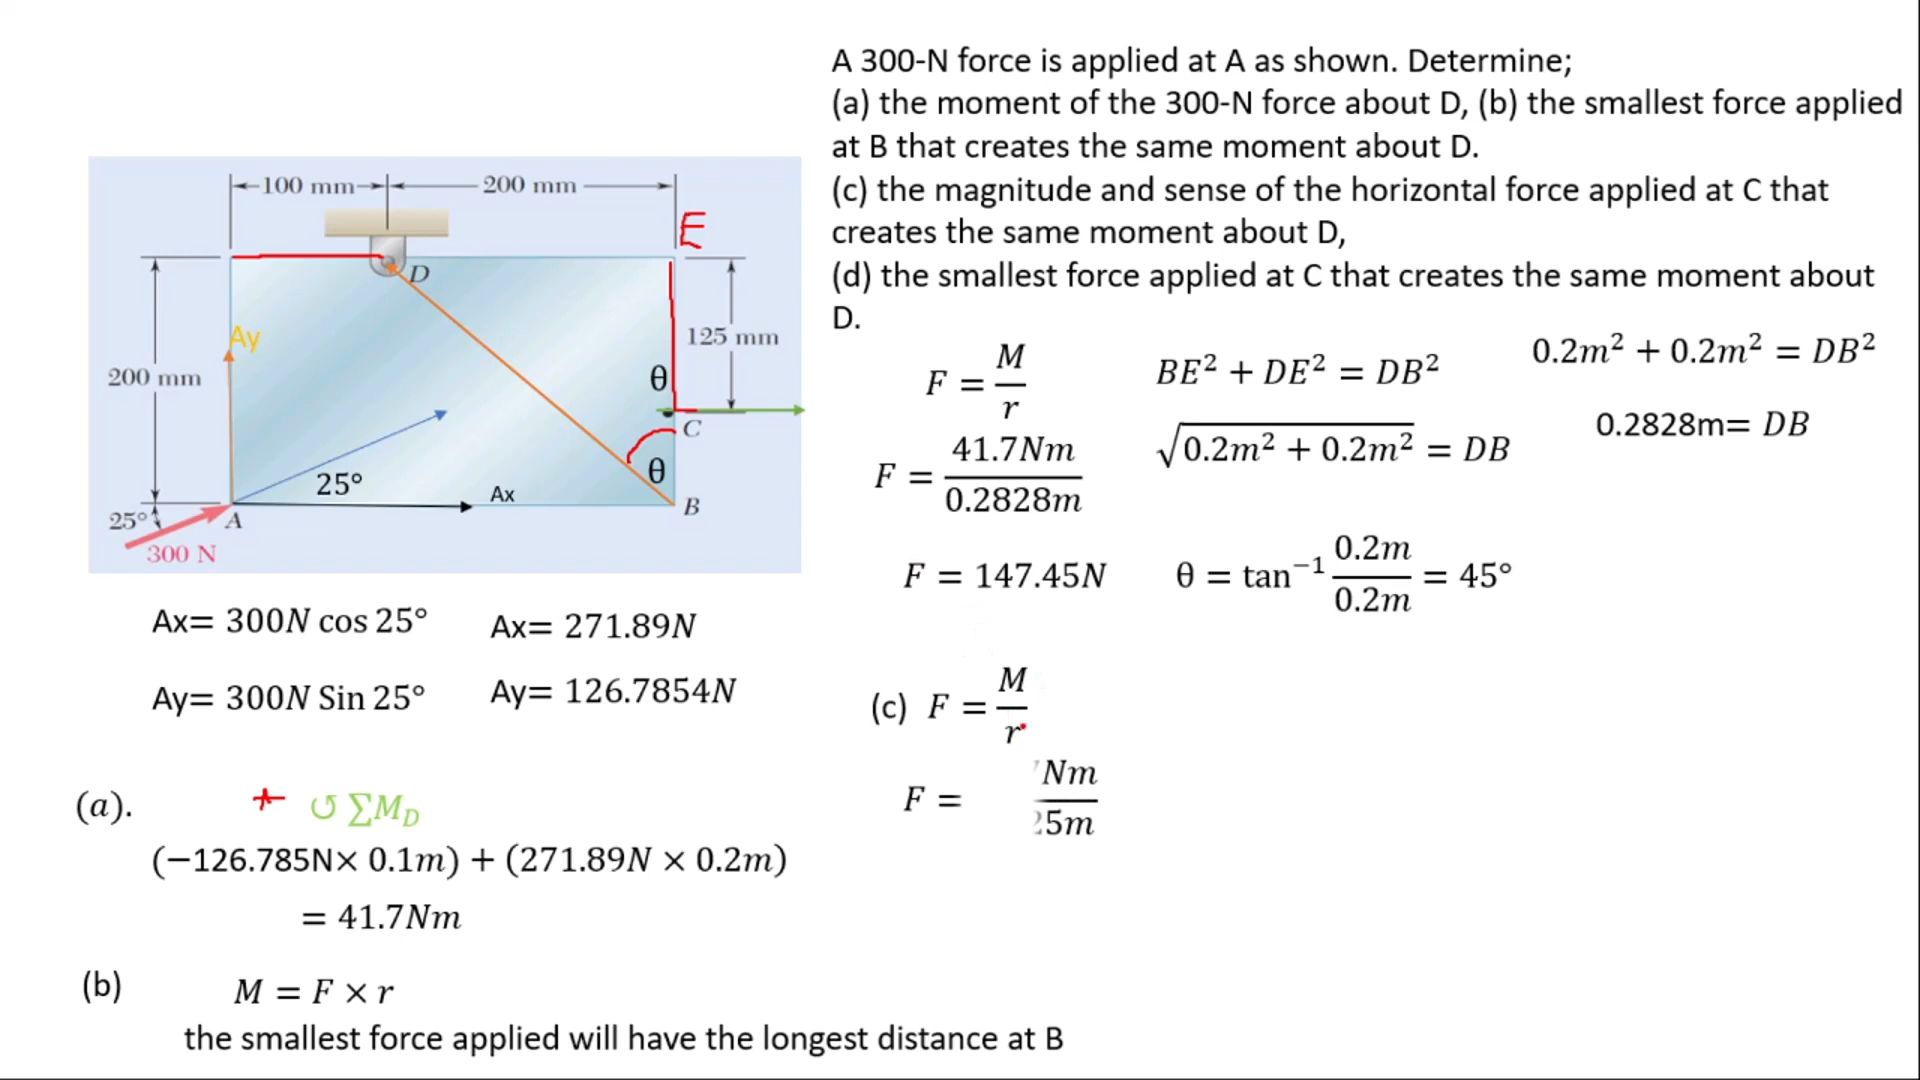 A 300-N force is applied at A as shown. Determine;
(a) the moment of the 300-N force about D, (b) the smallest force applied
at B that creates the same moment about D.
(c) the magnitude and sense of the horizontal force applied at C that
creates the same moment about D,
(d) the smallest force applied at C that creates the same moment about
D.
100 mm
200 mm
E
D
Ay
125 mm
200 mm
θ
C
θ
25°
Ax
B
25°
A
300 N
Ax= 300N cos 25°
Ax= 271.89N
Ay= 300N Sin 25°
Ay= 126.7854N
(a).
+ ↺ ∑M_D
(−126.785N× 0.1m) + (271.89N × 0.2m)
= 41.7Nm
(b)
M = F × r
the smallest force applied will have the longest distance at B
F = M/r
BE² + DE² = DB²
0.2m² + 0.2m² = DB²
F = 41.7Nm/0.2828m
√0.2m² + 0.2m² = DB
0.2828m= DB
F = 147.45N
θ = tan⁻¹ 0.2m/0.2m = 45°
(c) F = M/r
F = Nm/5m